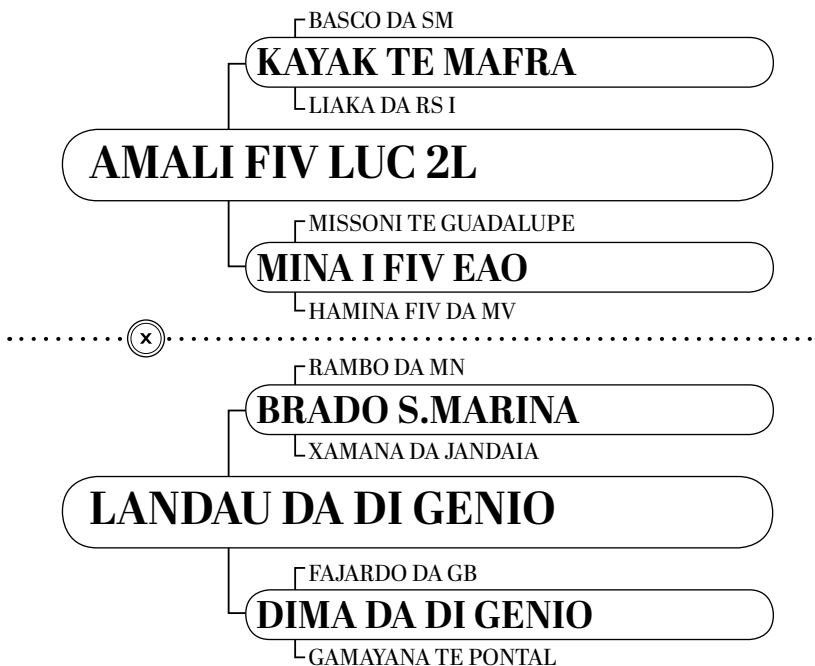 BASCO DA SM
KAYAK TE MAFRA
LIAKA DA RS I
AMALI FIV LUC 2L
MISSONI TE GUADALUPE
MINA I FIV EAO
HAMINA FIV DA MV
X
RAMBO DA MN
BRADO S.MARINA
XAMANA DA JANDAIA
LANDAU DA DI GENIO
FAJARDO DA GB
DIMA DA DI GENIO
GAMAYANA TE PONTAL